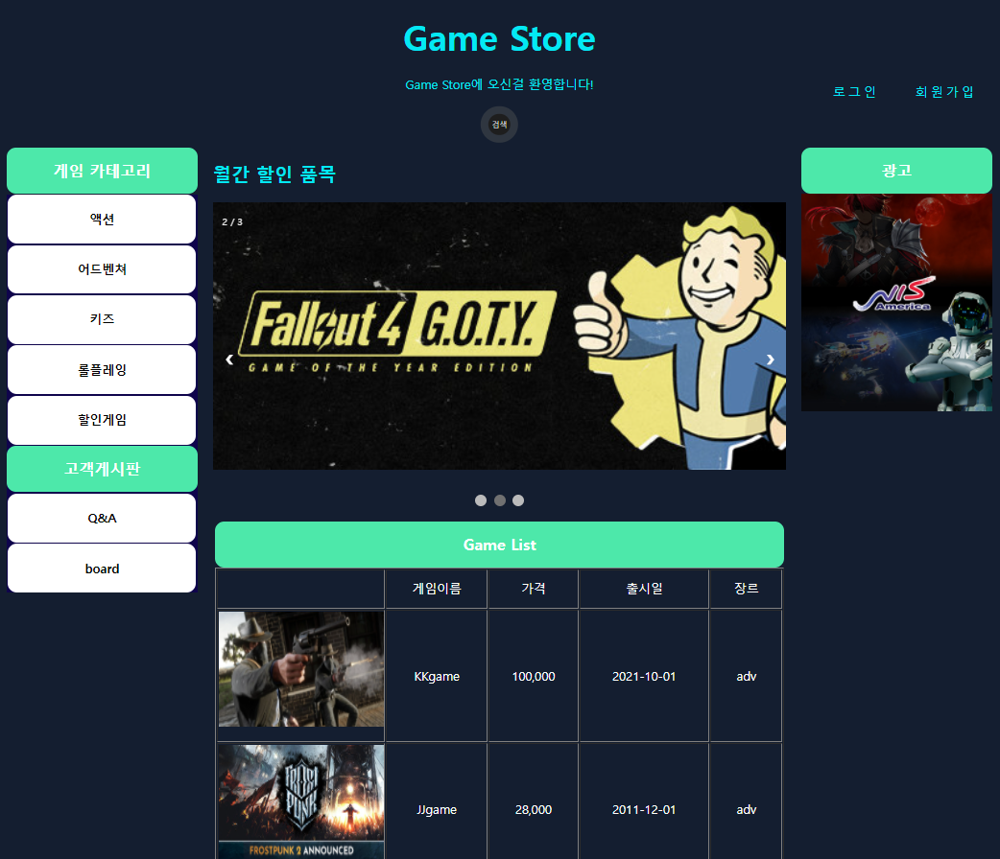 Game Store
Game Store에 오신걸 환영합니다!
로그인 회원가입
검색
게임 카테고리
액션
어드벤쳐
키즈
롤플레잉
할인게임
고객게시판
Q&A
board
월간 할인 품목
2 / 3
Fallout 4 G.O.T.Y.
GAME OF THE YEAR EDITION
❮ ❯
광고
NIS
America
Game List
게임이름 가격 출시일 장르
KKgame 100,000 2021-10-01 adv
FROST
PUNK
FROSTPUNK 2 ANNOUNCED
JJgame 28,000 2011-12-01 adv